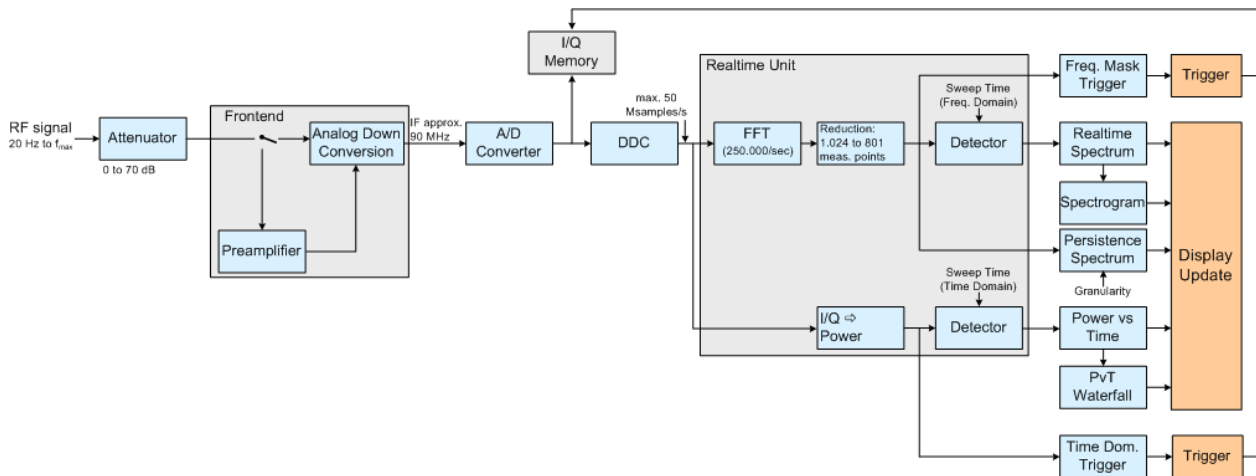 I/Q
Memory
Realtime Unit
Freq. Mask
Trigger
Trigger
RF signal
20 Hz to fmax
Attenuator
0 to 70 dB
Frontend
Analog Down
Conversion
Preamplifier
IF approx.
90 MHz
A/D
Converter
max. 50
Msamples/s
DDC
FFT
(250.000/sec)
Reduction:
1.024 to 801
meas. points
Sweep Time
(Freq. Domain)
Detector
Realtime
Spectrum
Spectrogram
Persistence
Spectrum
Granularity
Display
Update
Sweep Time
(Time Domain)
I/Q ⇨
Power
Detector
Power vs
Time
PvT
Waterfall
Time Dom.
Trigger
Trigger